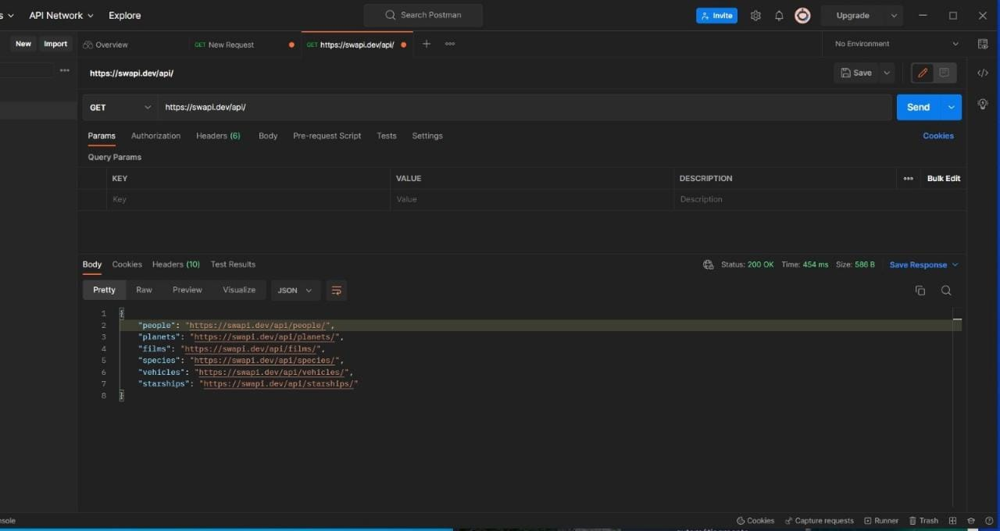 s API Network Explore Search Postman Invite Upgrade
New Import Overview GET New Request GET https://swapi.dev/api/ No Environment
https://swapi.dev/api/ Save
GET https://swapi.dev/api/ Send
Params Authorization Headers (6) Body Pre-request Script Tests Settings Cookies
Query Params
KEY VALUE DESCRIPTION Bulk Edit
Key Value Description
Body Cookies Headers (10) Test Results Status: 200 OK Time: 454 ms Size: 586 B Save Response
Pretty Raw Preview Visualize JSON
1 {
2 "people": "https://swapi.dev/api/people/",
3 "planets": "https://swapi.dev/api/planets/",
4 "films": "https://swapi.dev/api/films/",
5 "species": "https://swapi.dev/api/species/",
6 "vehicles": "https://swapi.dev/api/vehicles/",
7 "starships": "https://swapi.dev/api/starships/"
8 }
nsole Cookies Capture requests Runner Trash